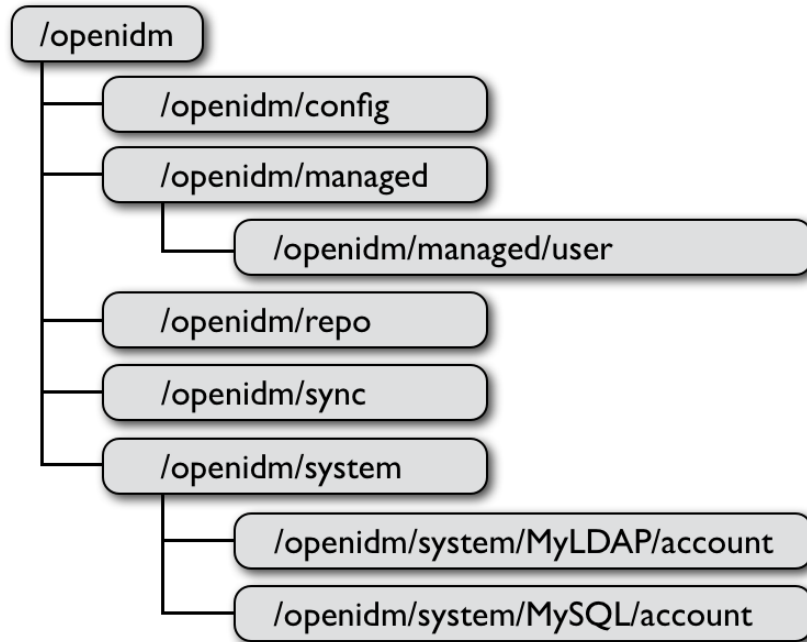 /openidm
/openidm/config
/openidm/managed
/openidm/managed/user
/openidm/repo
/openidm/sync
/openidm/system
/openidm/system/MyLDAP/account
/openidm/system/MySQL/account